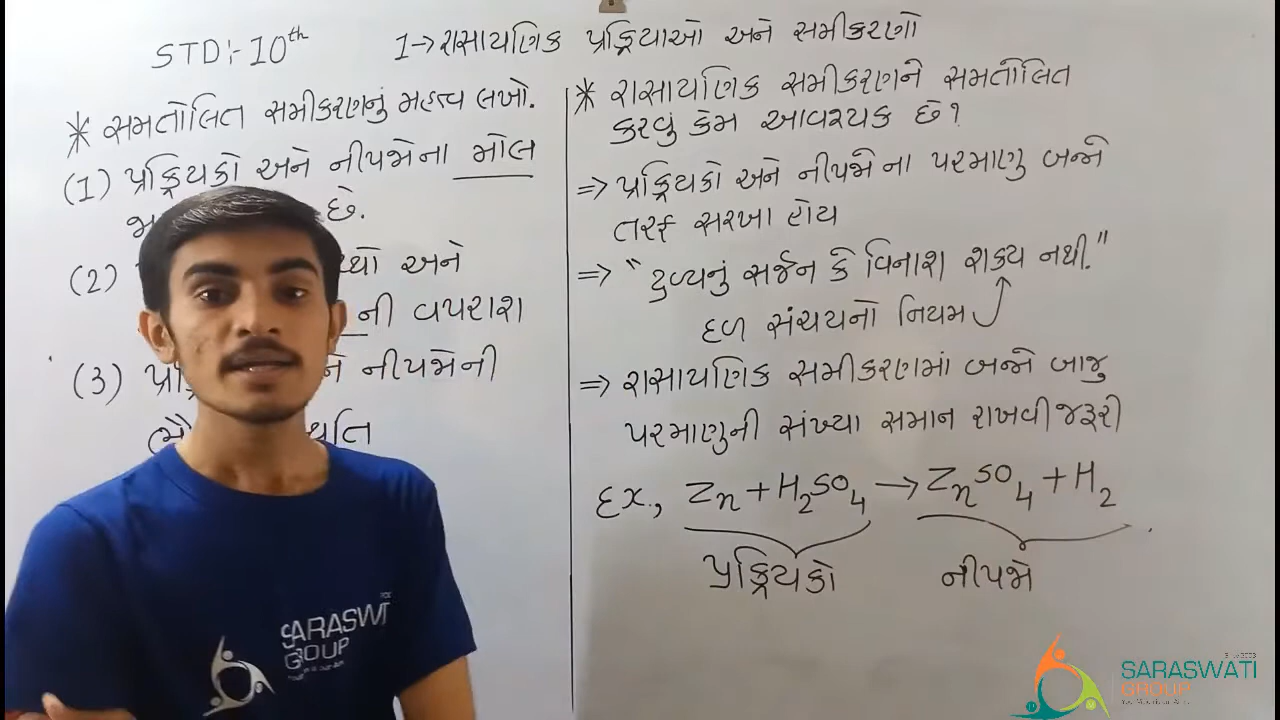 STD:- 10th
1→ રાસાયણિક પ્રક્રિયાઓ અને સમીકરણો
* સમતોલિત સમીકરણનું મહત્વ લખો.
(1) પ્રક્રિયકો અને નીપજોના મોલ
છે.
(2)
અને
ની વપરાશ
(3)
નીપજોની
* રાસાયણિક સમીકરણને સમતોલિત
કરવું કેમ આવશ્યક છે?
⇒ પ્રક્રિયકો અને નીપજો ના પરમાણુ બન્ને
તરફ સરખા હોય
⇒ "દ્રવ્યનું સર્જન કે વિનાશ શક્ય નથી."
દળ સંચયનો નિયમ
⇒ રાસાયણિક સમીકરણમાં બન્ને બાજુ
પરમાણુની સંખ્યા સમાન રાખવી જરૂરી
Ex., Zn + H₂SO₄ → ZnSO₄ + H₂
પ્રક્રિયકો નીપજો
SARASWATI
GROUP
SARASWATI
GROUP